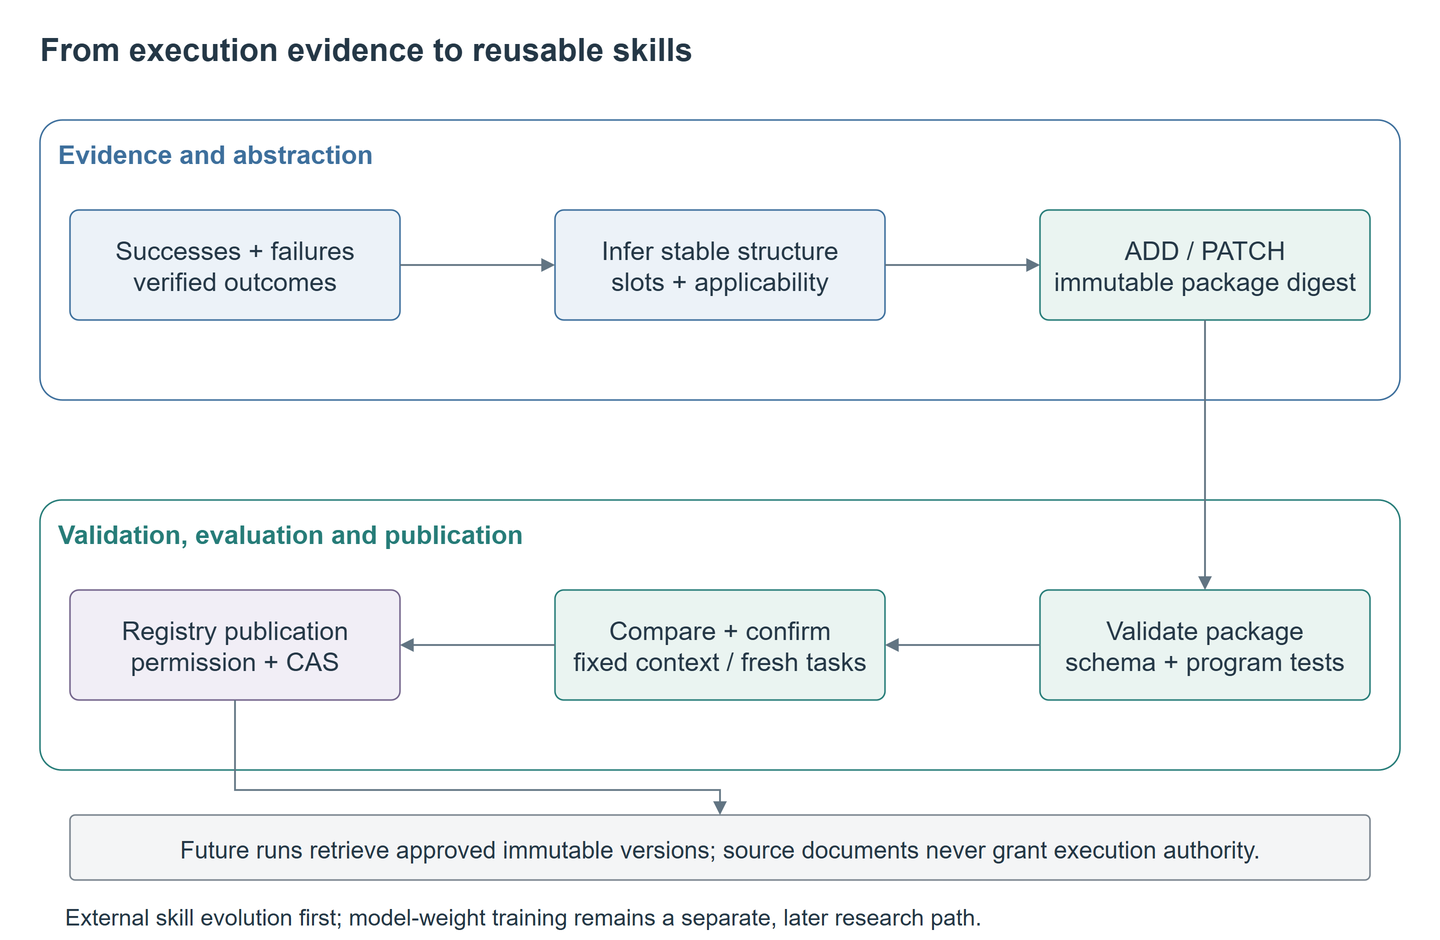 From execution evidence to reusable skills
Evidence and abstraction
Successes + failures
verified outcomes
Infer stable structure
slots + applicability
ADD / PATCH
immutable package digest
Validation, evaluation and publication
Registry publication
permission + CAS
Compare + confirm
fixed context / fresh tasks
Validate package
schema + program tests
Future runs retrieve approved immutable versions; source documents never grant execution authority.
External skill evolution first; model-weight training remains a separate, later research path.